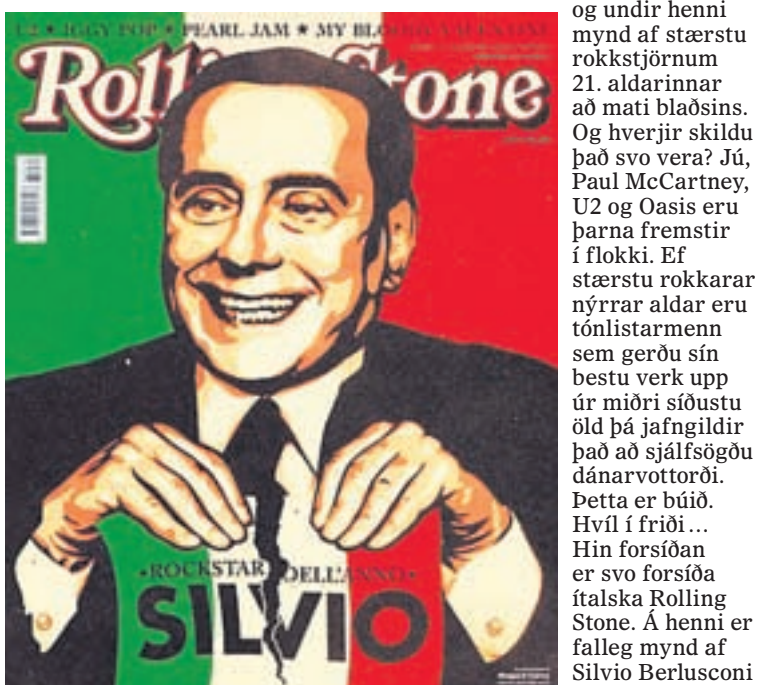 U2 ★ IGGY POP ★ PEARL JAM ★ MY BLOODY VALENTINE
Rolling Stone
•ROCKSTAR DELL'ANNO•
SILVIO
og undir henni
mynd af stærstu
rokkstjörnum
21. aldarinnar
að mati blaðsins.
Og hverjir skildu
það svo vera? Jú,
Paul McCartney,
U2 og Oasis eru
þarna fremstir
í flokki. Ef
stærstu rokkarar
nýrrar aldar eru
tónlistarmenn
sem gerðu sín
bestu verk upp
úr miðri síðustu
öld þá jafngildir
það að sjálfsögðu
dánarvottorði.
Þetta er búið.
Hvíl í friði…
Hin forsíðan
er svo forsíða
ítalska Rolling
Stone. Á henni er
falleg mynd af
Silvio Berlusconi